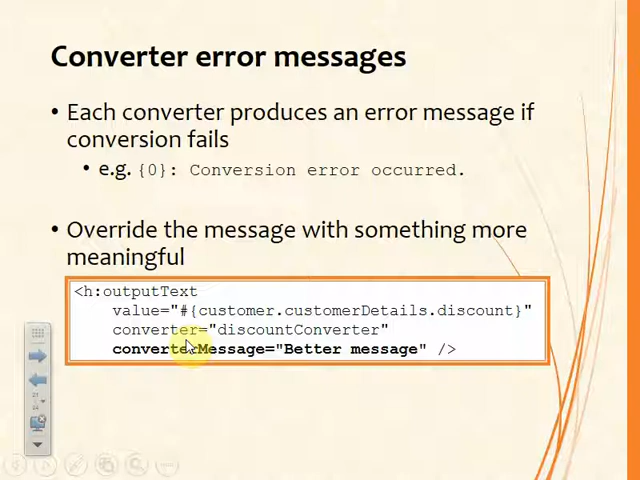 Converter error messages
• Each converter produces an error message if
conversion fails
• e.g. {0}: Conversion error occurred.
• Override the message with something more
meaningful
<h:outputText
value="#{customer.customerDetails.discount}"
converter="discountConverter"
converterMessage="Better message" />